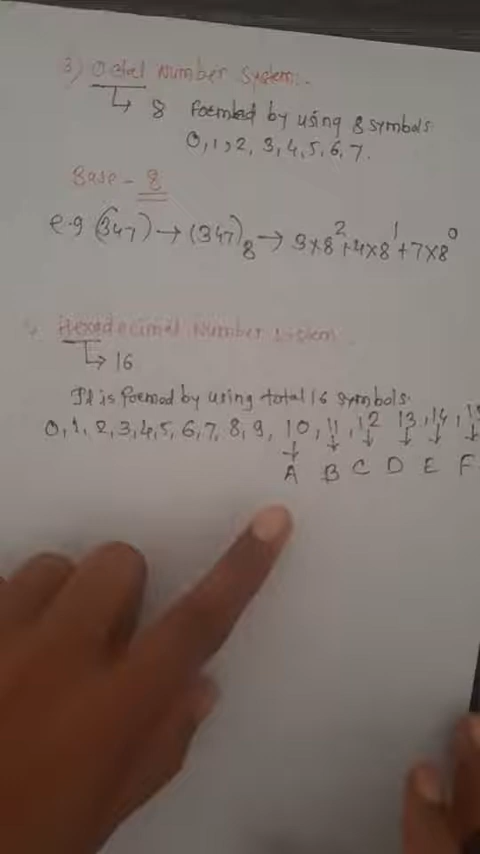 3) Octal Number System:-
↳ 8 formed by using 8 symbols.
0,1,2,3,4,5,6,7.
Base - 8
e.g (347) → (347)₈ → 3×8²+4×8¹+7×8⁰
Hexadecimal Number System
↳ 16
It is formed by using total 16 symbols.
0,1,2,3,4,5,6,7,8,9, 10, 11, 12 13, 14, 15
↓ ↓ ↓ ↓ ↓ ↓
A B C D E F